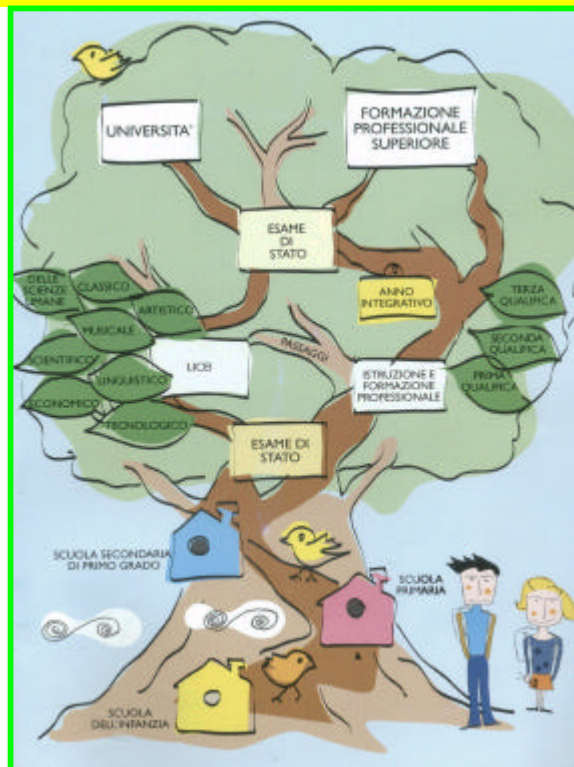 UNIVERSITA'
FORMAZIONE
PROFESSIONALE
SUPERIORE
ESAME
DI
STATO
DELLE
SCIENZE
UMANE
CLASSICO
ARTISTICO
MUSICALE
SCIENTIFICO
LINGUISTICO
ECONOMICO
TECNOLOGICO
LICEI
PASSAGGI
ANNO
INTEGRATIVO
TERZA
QUALIFICA
SECONDA
QUALIFICA
PRIMA
QUALIFICA
ISTRUZIONE E
FORMAZIONE
PROFESSIONALE
ESAME DI
STATO
SCUOLA SECONDARIA
DI PRIMO GRADO
SCUOLA
PRIMARIA
SCUOLA
DELL'INFANZIA